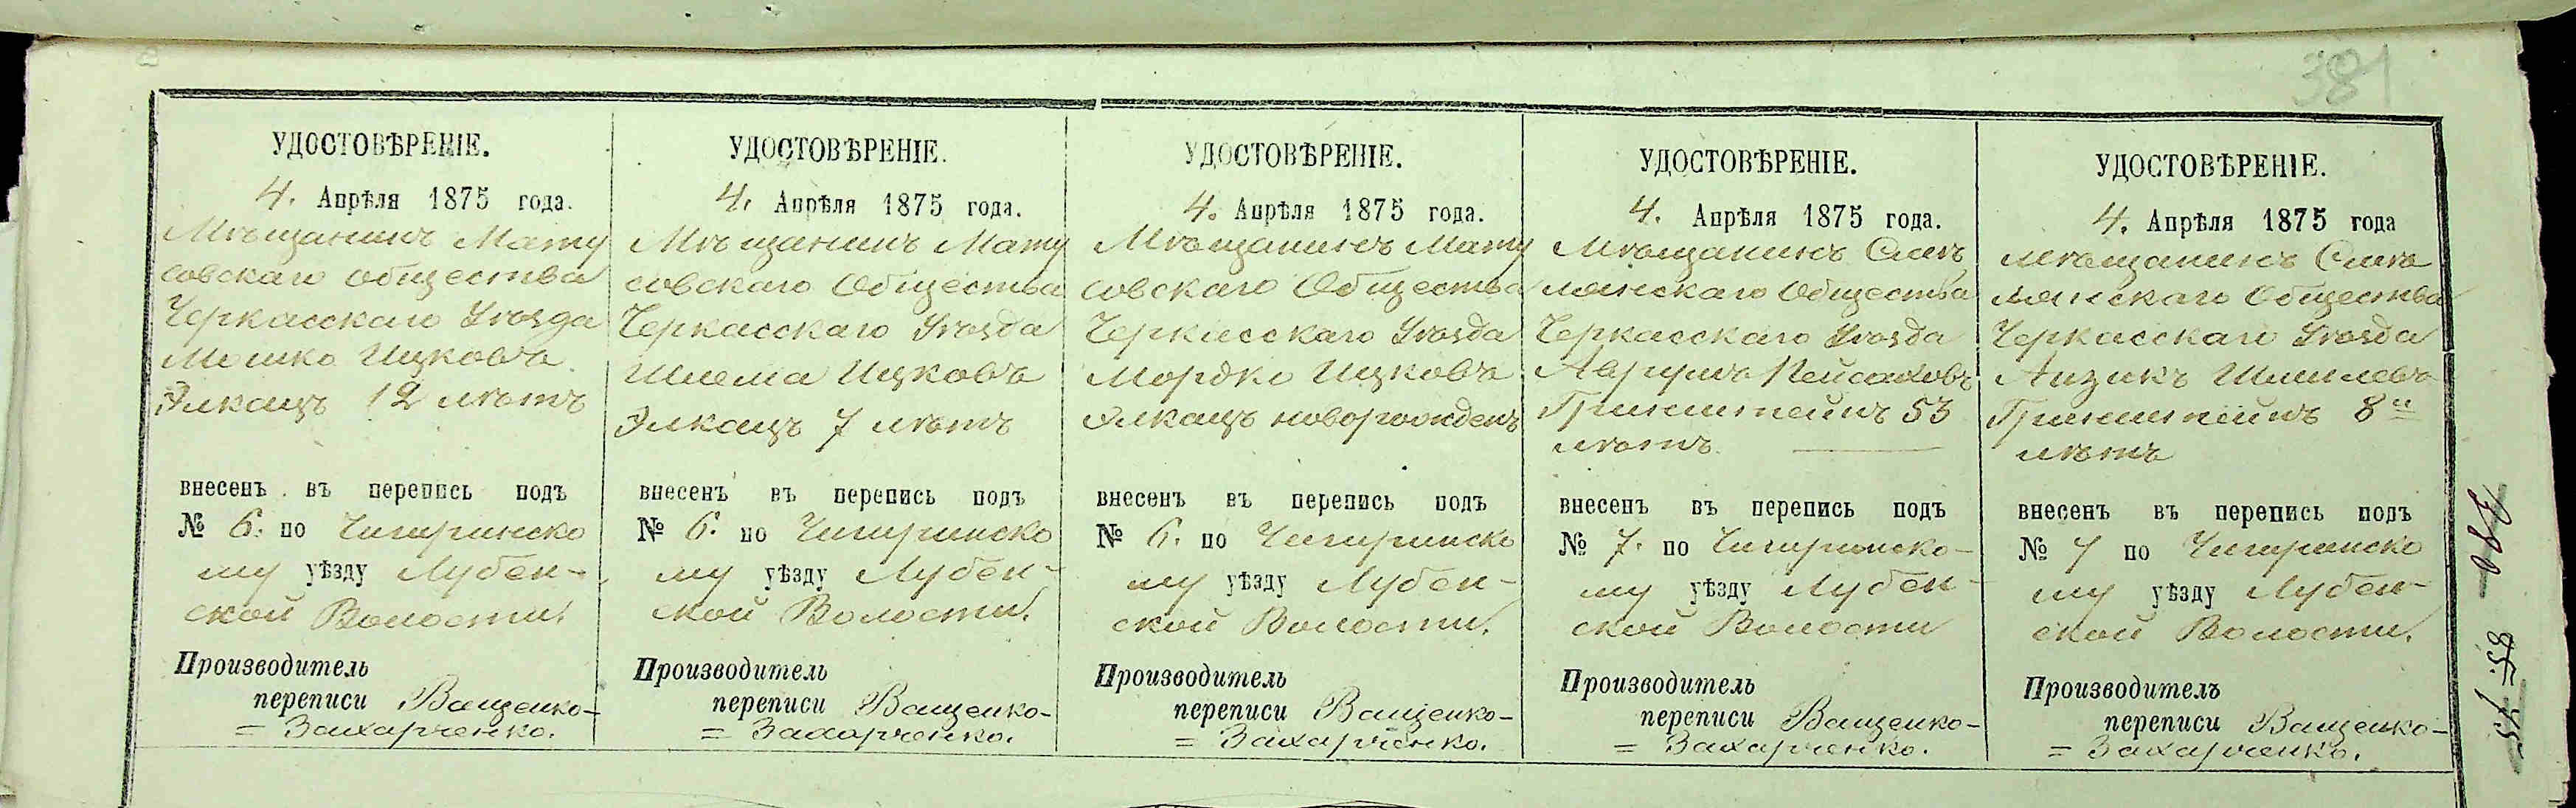 381
УДОСТОВѢРЕНІЕ.
4. Апрѣля 1875 года.
Мѣщанинъ Мату
совскаго общества
Черкасскаго Уѣзда
Мошко Ицковъ
Элкацъ 12 лѣтъ
внесенъ въ перепись подъ
№ 6. по Чигиринско
му уѣзду Лубен-
ской Волости.
Производитель
переписи Ващенко-
= Захарченко.
УДОСТОВѢРЕНІЕ.
4. Апрѣля 1875 года.
Мѣщанинъ Мату
совскаго Общества
Черкасскаго Уѣзда
Шлема Ицковъ
Элкацъ 7 лѣтъ
внесенъ въ перепись подъ
№ 6. по Чигиринско
му уѣзду Лубен-
ской Волости.
Производитель
переписи Ващенко-
= Захарченко.
УДОСТОВѢРЕНІЕ.
4. Апрѣля 1875 года.
Мѣщанинъ Мату
совскаго Общества
Черкасскаго Уѣзда
Мордко Ицковъ
Элкацъ новорожденъ
внесенъ въ перепись подъ
№ 6. по Чигиринско
му уѣзду Лубен-
ской Волости.
Производитель
переписи Ващенко-
= Захарченко.
УДОСТОВѢРЕНІЕ.
4. Апрѣля 1875 года.
Мѣщанинъ Смѣ
лянскаго Общества
Черкасскаго Уѣзда
Аврумъ Пейсаховъ
Гринштейнъ 53
лѣтъ
внесенъ въ перепись подъ
№ 7. по Чигиринско-
му уѣзду Лубен-
ской Волости
Производитель
переписи Ващенко-
= Захарченко.
УДОСТОВѢРЕНІЕ.
4. Апрѣля 1875 года
Мѣщанинъ Смѣ
лянскаго Общества
Черкасскаго Уѣзда
Аизикъ Шмилевъ
Гринштейнъ 8и
лѣтъ
внесенъ въ перепись подъ
№ 7 по Чигиринско
му уѣзду Лубен-
ской Волости.
Производитель
переписи Ващенко-
= Захарченко.